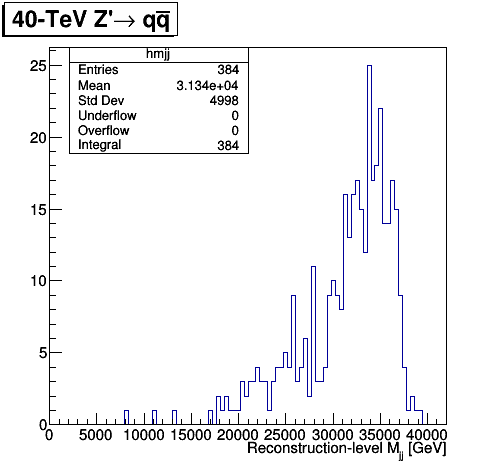 40-TeV Z'→ qq̅
hmjj
Entries 384
Mean 3.134e+04
Std Dev 4998
Underflow 0
Overflow 0
Integral 384
25
20
15
10
5
0
0 5000 10000 15000 20000 25000 30000 35000 40000
Reconstruction-level Mjj [GeV]